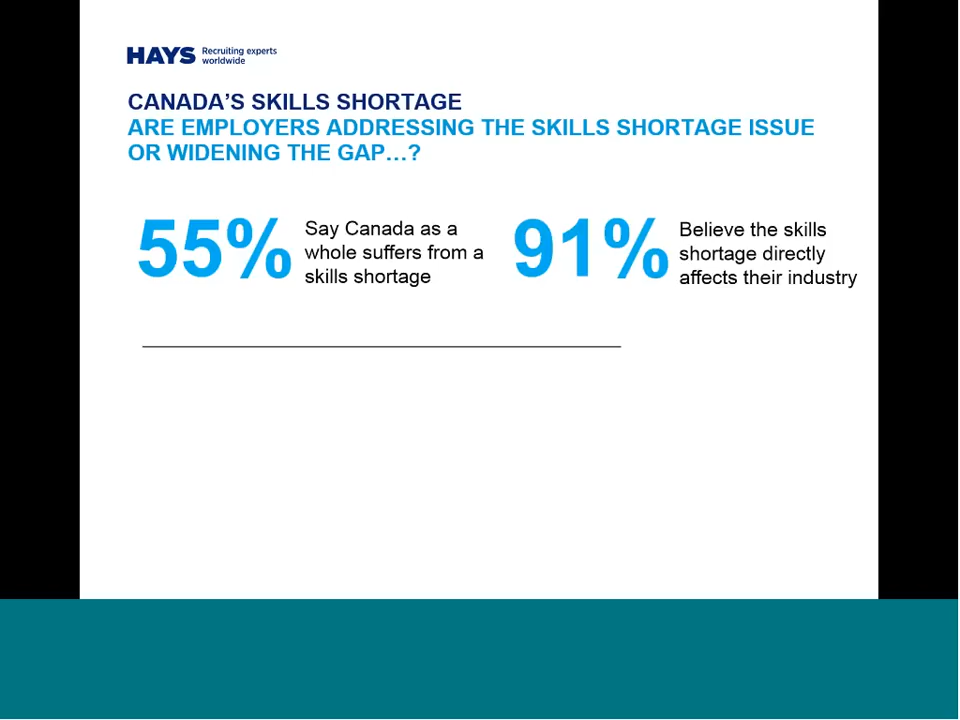 HAYS Recruiting experts
worldwide
CANADA’S SKILLS SHORTAGE
ARE EMPLOYERS ADDRESSING THE SKILLS SHORTAGE ISSUE
OR WIDENING THE GAP…?
55%
Say Canada as a
whole suffers from a
skills shortage
91%
Believe the skills
shortage directly
affects their industry